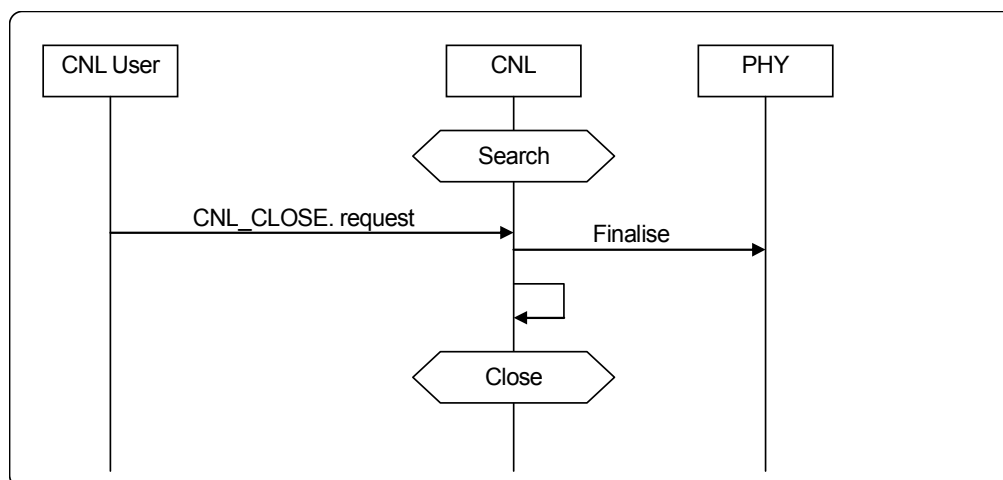 CNL User
CNL
PHY
Search
CNL_CLOSE. request
Finalise
Close